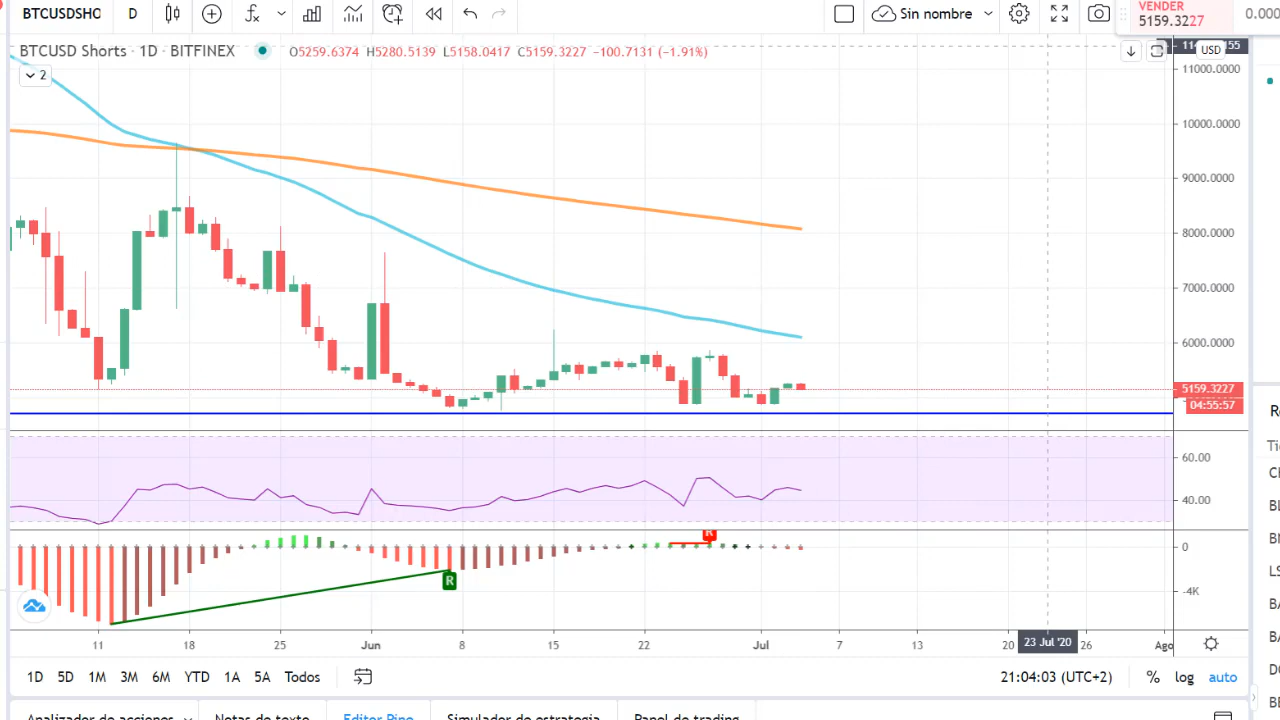 BTCUSDSHO D Sin nombre VENDER
5159.3227 0.000
BTCUSD Shorts · 1D · BITFINEX O5259.6374 H5280.5139 L5158.0417 C5159.3227 −100.7131 (−1.91%) USD
2
11000.0000
10000.0000
9000.0000
8000.0000
7000.0000
6000.0000
5159.3227
04:55:57
60.00
40.00
R
0
R
-4K
11 18 25 Jun 8 15 22 Jul 7 13 20 23 Jul '20 26 Ago
1D 5D 1M 3M 6M YTD 1A 5A Todos 21:04:03 (UTC+2) % log auto
Analizador de acciones Notas de texto Editor Pine Simulador de estrategia Panel de trading